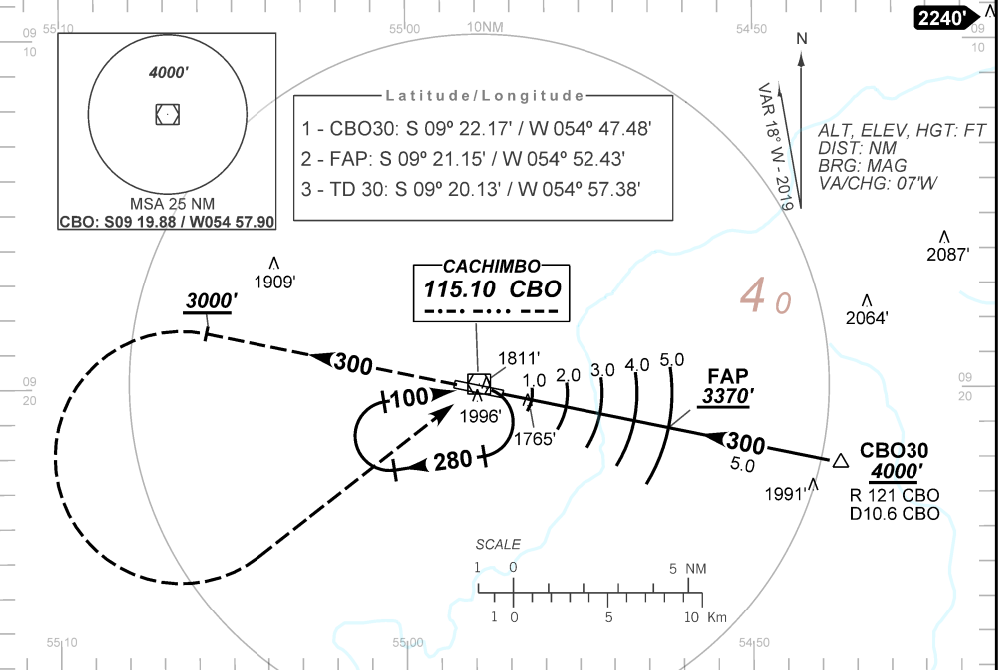 2240'
55 10
55 00
10NM
54 50
09
10
09
10
4000'
MSA 25 NM
CBO: S09 19.88 / W054 57.90
Latitude/Longitude
1 - CBO30: S 09º 22.17' / W 054º 47.48'
2 - FAP: S 09º 21.15' / W 054º 52.43'
3 - TD 30: S 09º 20.13' / W 054º 57.38'
N
VAR 18° W - 2019
ALT, ELEV, HGT: FT
DIST: NM
BRG: MAG
VA/CHG: 07'W
2087'
2064'
4 0
1909'
3000'
CACHIMBO
115.10 CBO
300
1811'
1.0
2.0
3.0
4.0
5.0
FAP
3370'
09
20
09
20
100
1996'
1765'
280
300
5.0
CBO30
4000'
R 121 CBO
D10.6 CBO
1991'
SCALE
1 0 5 NM
1 0 5 10 Km
55 10
55 00
54 50